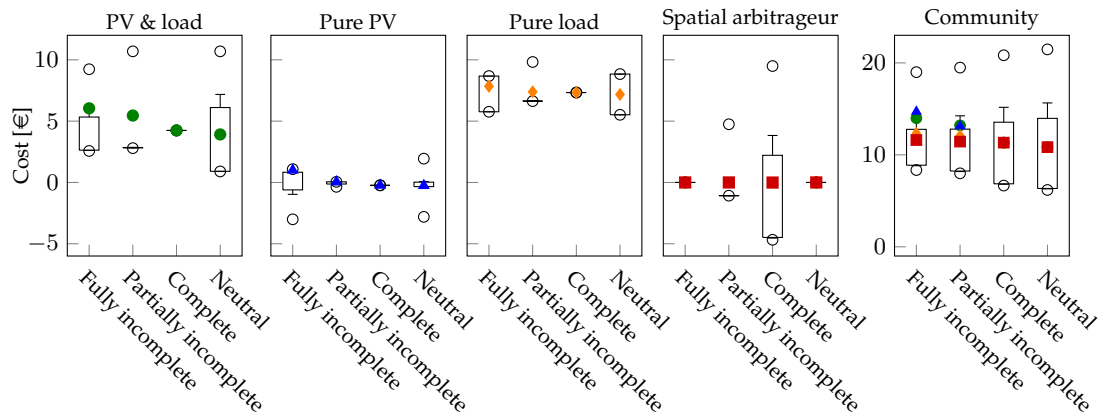 PV & load
Pure PV
Pure load
Spatial arbitrageur
Community
Cost [€]
10
5
0
−5
20
10
0
Fully incomplete
Partially incomplete
Complete
Neutral
Fully incomplete
Partially incomplete
Complete
Neutral
Fully incomplete
Partially incomplete
Complete
Neutral
Fully incomplete
Partially incomplete
Complete
Neutral
Fully incomplete
Partially incomplete
Complete
Neutral